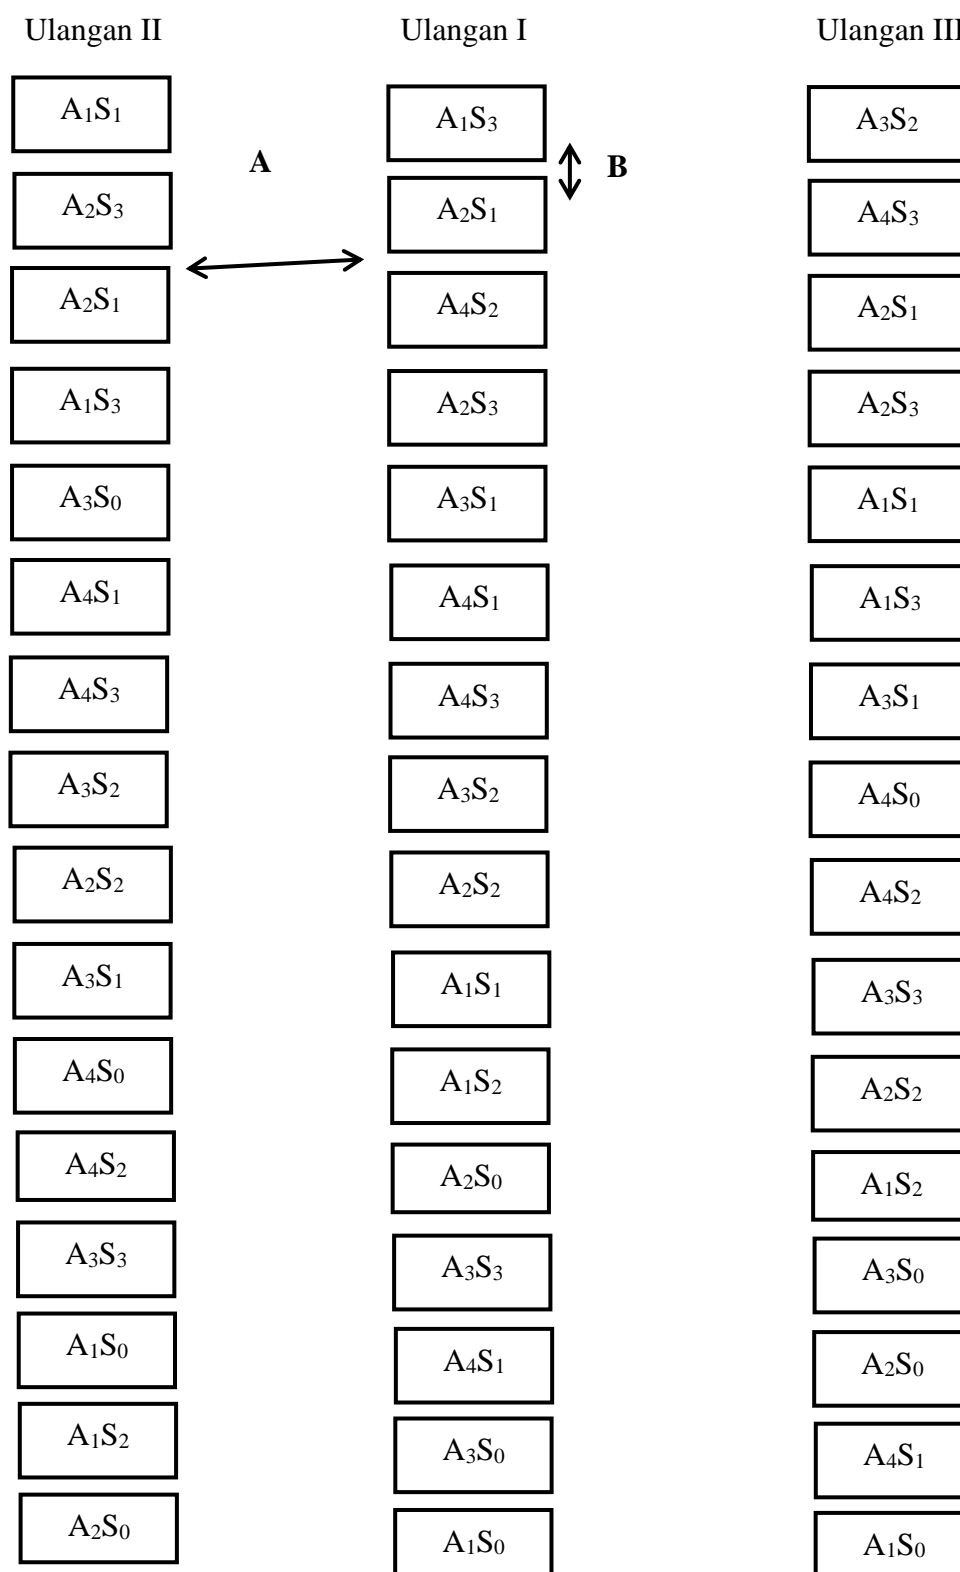 Ulangan II Ulangan I Ulangan III
A₁S₁ A₁S₃ A₃S₂
A B
A₂S₃ A₂S₁ A₄S₃
A₂S₁ A₄S₂ A₂S₁
A₁S₃ A₂S₃ A₂S₃
A₃S₀ A₃S₁ A₁S₁
A₄S₁ A₄S₁ A₁S₃
A₄S₃ A₄S₃ A₃S₁
A₃S₂ A₃S₂ A₄S₀
A₂S₂ A₂S₂ A₄S₂
A₃S₁ A₁S₁ A₃S₃
A₄S₀ A₁S₂ A₂S₂
A₄S₂ A₂S₀ A₁S₂
A₃S₃ A₃S₃ A₃S₀
A₁S₀ A₄S₁ A₂S₀
A₁S₂ A₃S₀ A₄S₁
A₂S₀ A₁S₀ A₁S₀